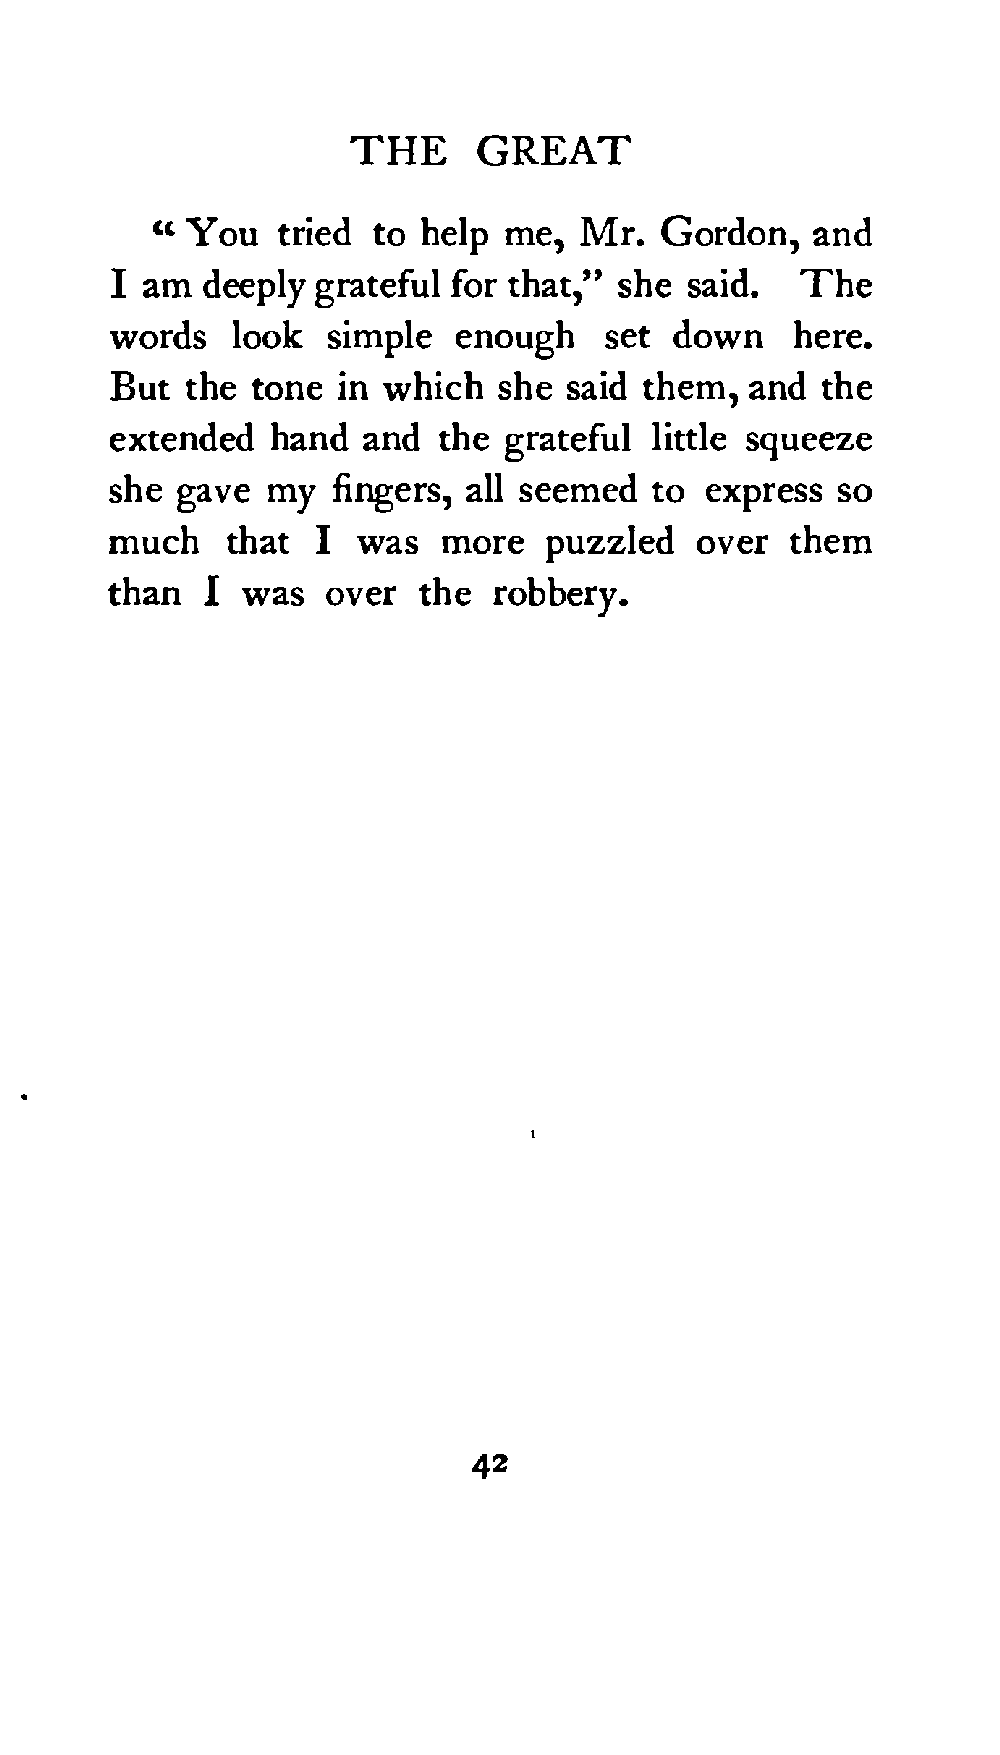 THE GREAT
“ You tried to help me, Mr. Gordon, and
I am deeply grateful for that,” she said. The
words look simple enough set down here.
But the tone in which she said them, and the
extended hand and the grateful little squeeze
she gave my fingers, all seemed to express so
much that I was more puzzled over them
than I was over the robbery.
42